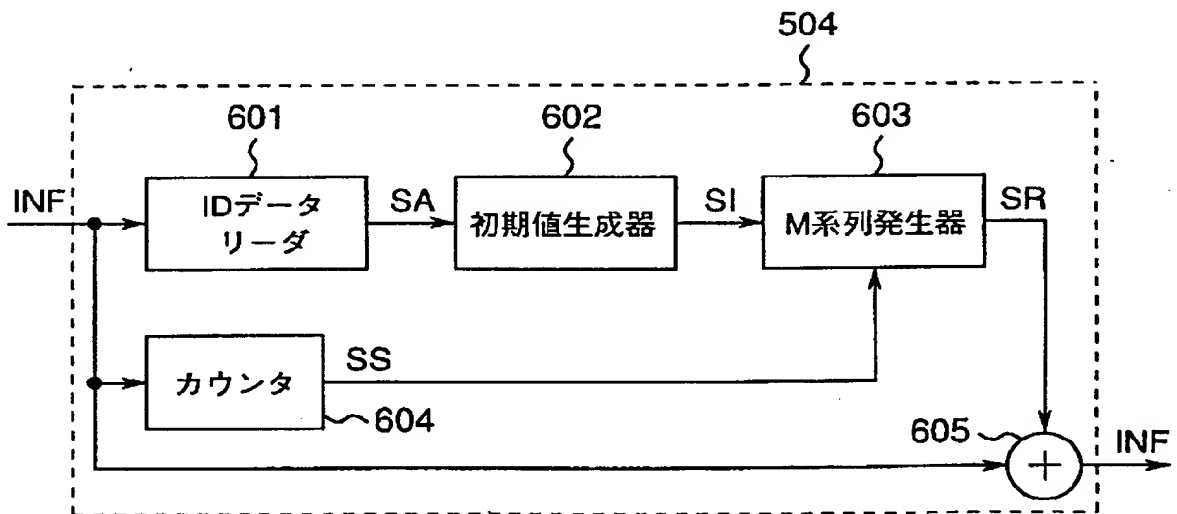 504
601
602
603
INF
IDデータ
リーダ
SA
初期値生成器
SI
M系列発生器
SR
カウンタ
SS
604
605
+
INF